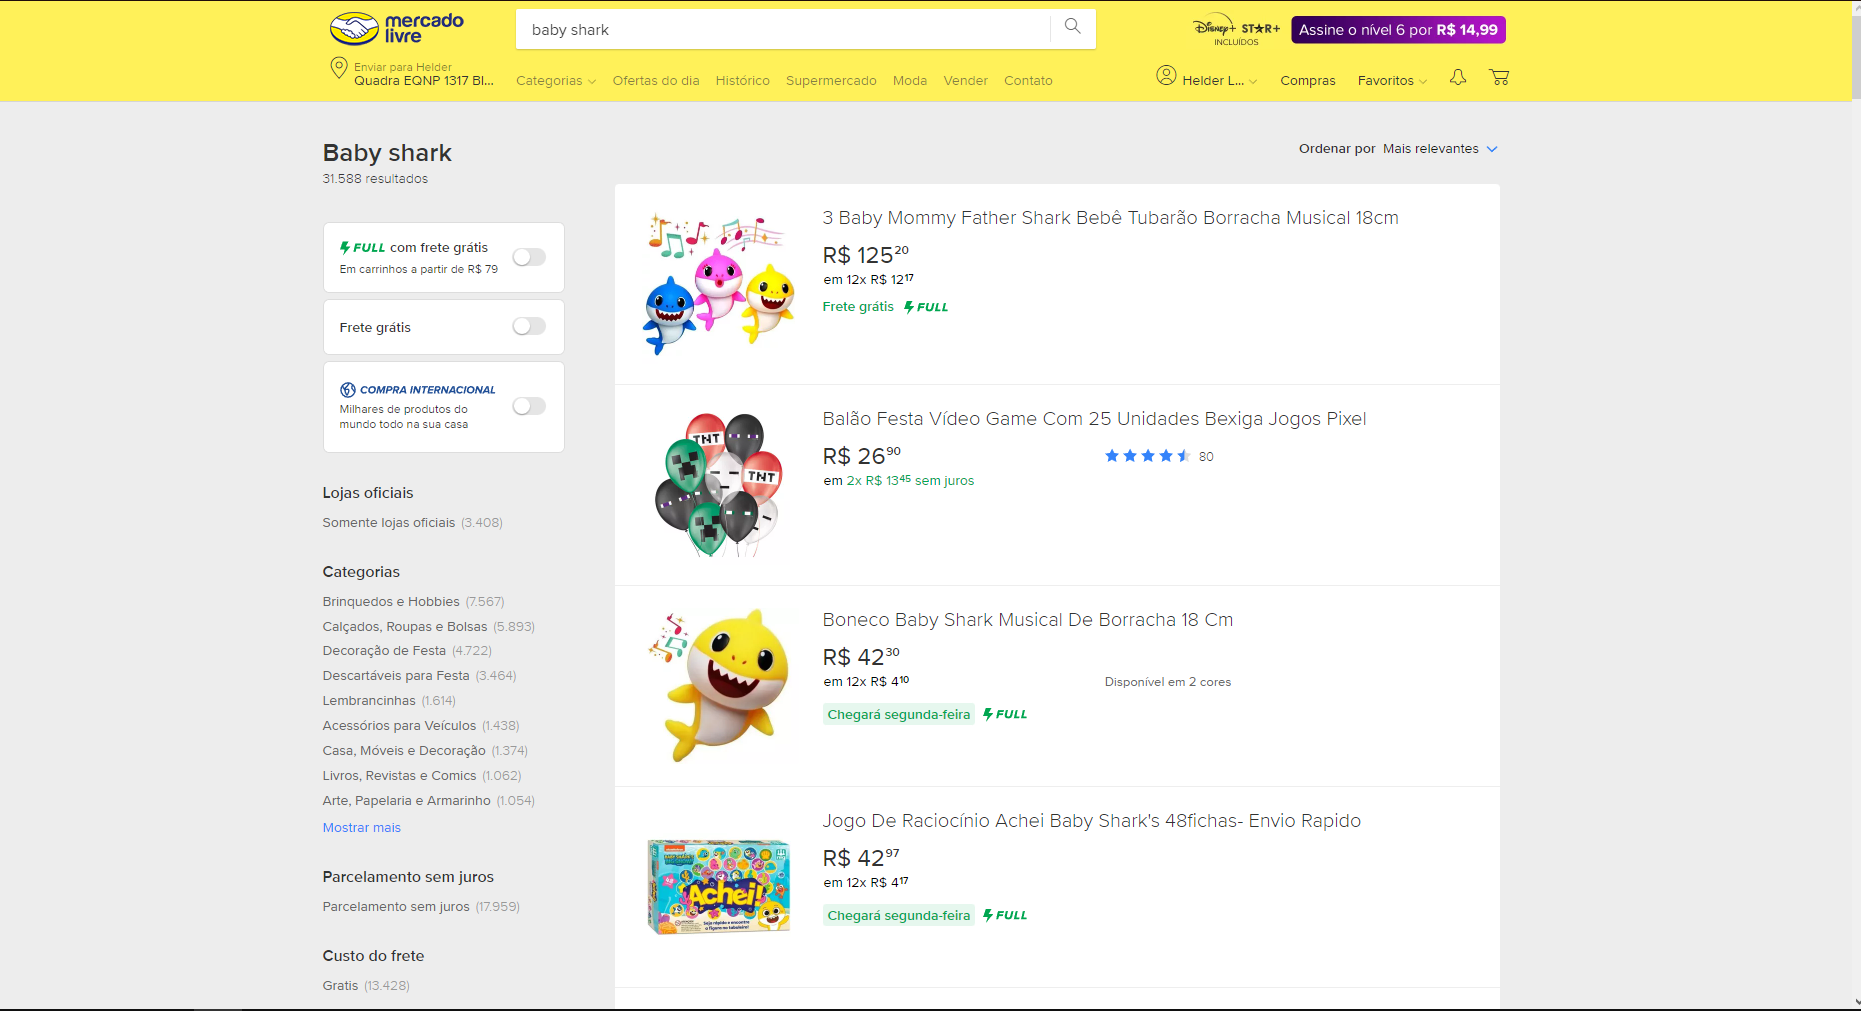 mercado
livre
baby shark
Disney+ STAR+
INCLUÍDOS
Assine o nível 6 por R$ 14,99
Enviar para Helder
Quadra EQNP 1317 Bl...
Categorias
Ofertas do dia
Histórico
Supermercado
Moda
Vender
Contato
Helder L...
Compras
Favoritos
Baby shark
31.588 resultados
Ordenar por Mais relevantes
FULL com frete grátis
Em carrinhos a partir de R$ 79
Frete grátis
COMPRA INTERNACIONAL
Milhares de produtos do
mundo todo na sua casa
Lojas oficiais
Somente lojas oficiais (3.408)
Categorias
Brinquedos e Hobbies (7.567)
Calçados, Roupas e Bolsas (5.893)
Decoração de Festa (4.722)
Descartáveis para Festa (3.464)
Lembrancinhas (1.614)
Acessórios para Veículos (1.438)
Casa, Móveis e Decoração (1.374)
Livros, Revistas e Comics (1.062)
Arte, Papelaria e Armarinho (1.054)
Mostrar mais
Parcelamento sem juros
Parcelamento sem juros (17.959)
Custo do frete
Gratis (13.428)
3 Baby Mommy Father Shark Bebê Tubarão Borracha Musical 18cm
R$ 125 20
em 12x R$ 12 17
Frete grátis FULL
TNT
TNT
Balão Festa Vídeo Game Com 25 Unidades Bexiga Jogos Pixel
R$ 26 90
80
em 2x R$ 13 45 sem juros
Boneco Baby Shark Musical De Borracha 18 Cm
R$ 42 30
em 12x R$ 4 10
Disponível em 2 cores
Chegará segunda-feira FULL
Achei!
Jogo De Raciocínio Achei Baby Shark's 48fichas- Envio Rapido
R$ 42 97
em 12x R$ 4 17
Chegará segunda-feira FULL